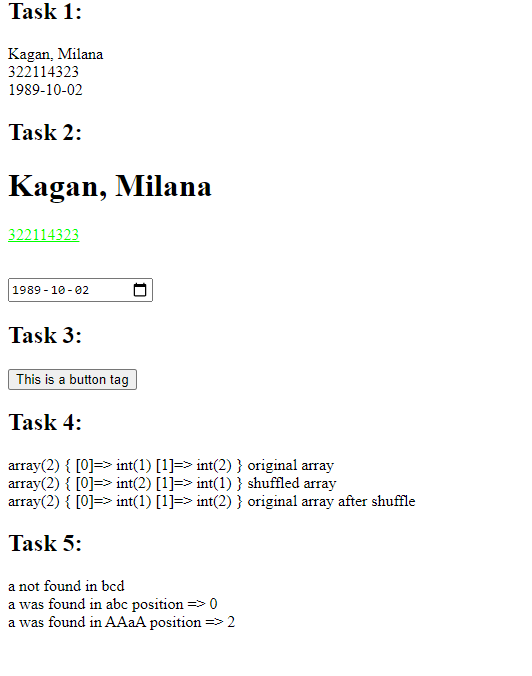 Task 1:
Kagan, Milana
322114323
1989-10-02
Task 2:
Kagan, Milana
322114323
1989-10-02
Task 3:
This is a button tag
Task 4:
array(2) { [0]=> int(1) [1]=> int(2) } original array
array(2) { [0]=> int(2) [1]=> int(1) } shuffled array
array(2) { [0]=> int(1) [1]=> int(2) } original array after shuffle
Task 5:
a not found in bcd
a was found in abc position => 0
a was found in AAaA position => 2